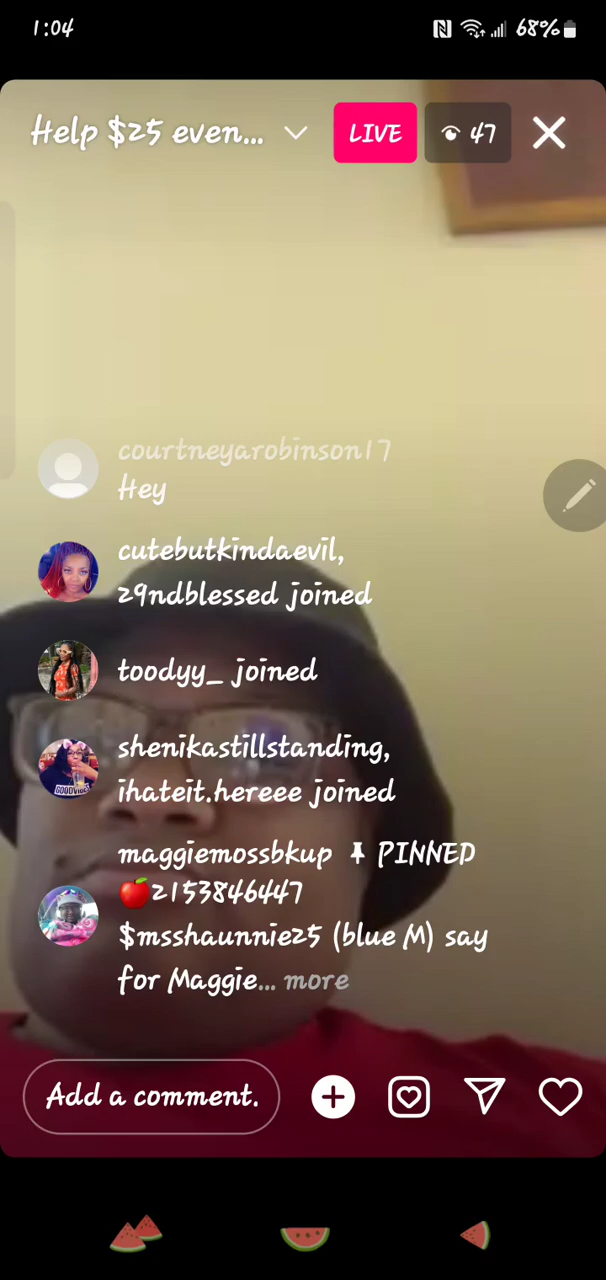 1:04 68%
Help $25 even... LIVE 47
courtneyarobinson17
Hey
cutebutkindaevil,
29ndblessed joined
toodyy_ joined
shenikastillstanding,
ihateit.hereee joined
maggiemossbkup 📌 PINNED
🍎2153846447
$msshaunnie25 (blue M) say
for Maggie... more
Add a comment.